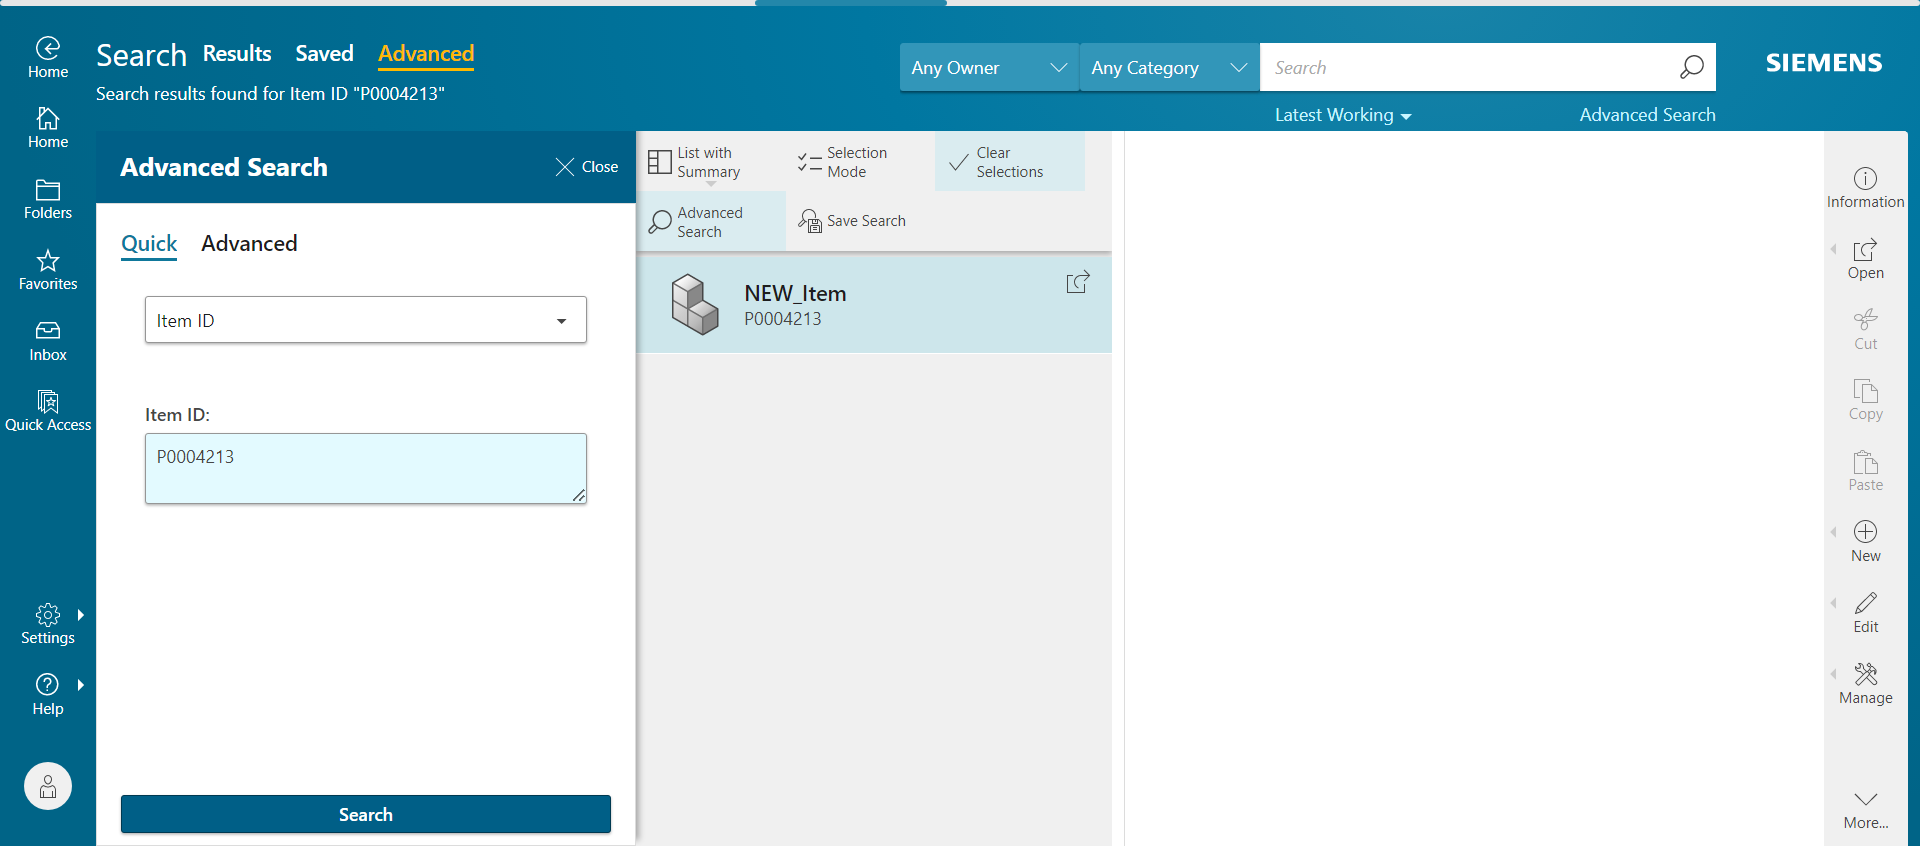 Home
Home
Folders
Favorites
Inbox
Quick Access
Settings
Help
Search Results Saved Advanced
Search results found for Item ID "P0004213"
Any Owner
Any Category
Search
Latest Working
Advanced Search
SIEMENS
Advanced Search
Close
Quick Advanced
Item ID
Item ID:
P0004213
Search
List with
Summary
Selection
Mode
Clear
Selections
Advanced
Search
Save Search
NEW_Item
P0004213
Information
Open
Cut
Copy
Paste
New
Edit
Manage
More...